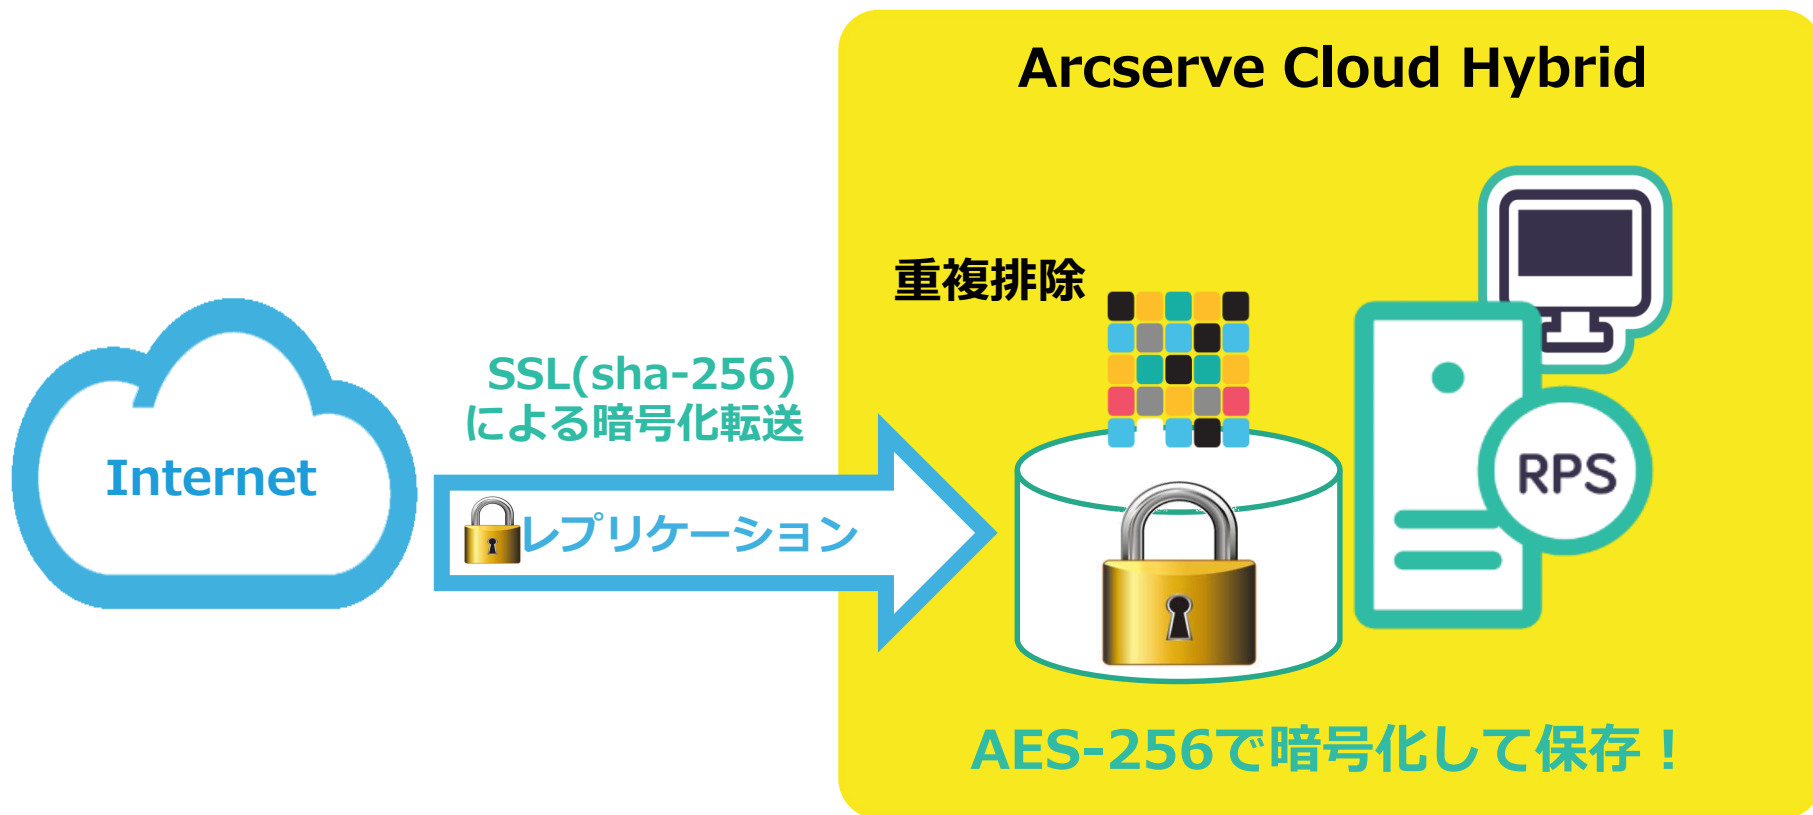 Arcserve Cloud Hybrid
重複排除
SSL(sha-256)
による暗号化転送
Internet
レプリケーション
RPS
AES-256で暗号化して保存！